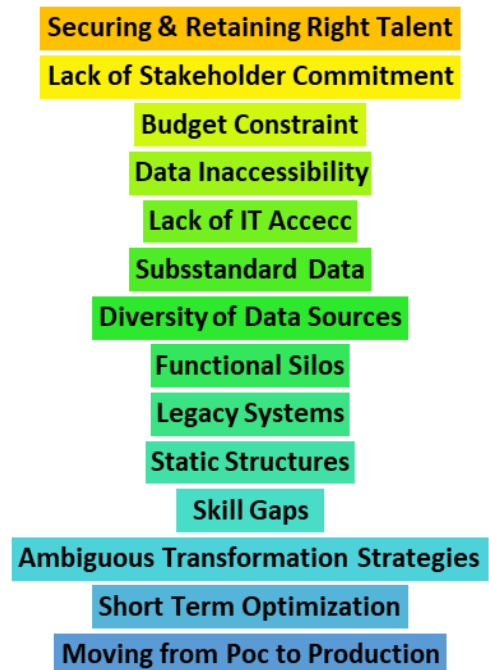 Securing & Retaining Right Talent
Lack of Stakeholder Commitment
Budget Constraint
Data Inaccessibility
Lack of IT Accecc
Subsstandard Data
Diversity of Data Sources
Functional Silos
Legacy Systems
Static Structures
Skill Gaps
Ambiguous Transformation Strategies
Short Term Optimization
Moving from Poc to Production